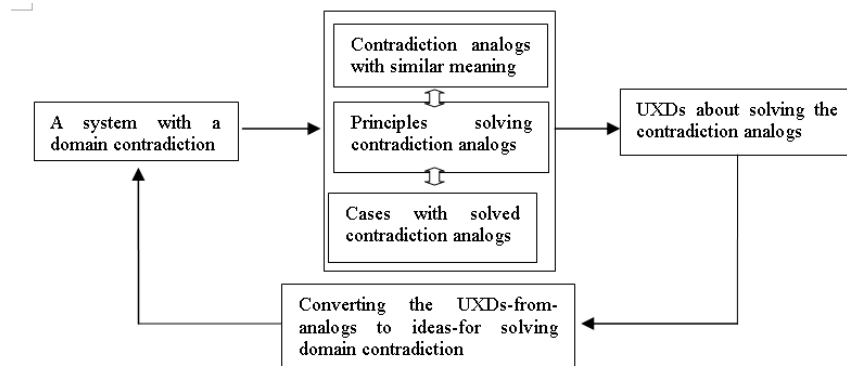 Contradiction analogs
with similar meaning
A system with a
domain contradiction
Principles solving
contradiction analogs
UXDs about solving the
contradiction analogs
Cases with solved
contradiction analogs
Converting the UXDs-from-
analogs to ideas-for solving
domain contradiction